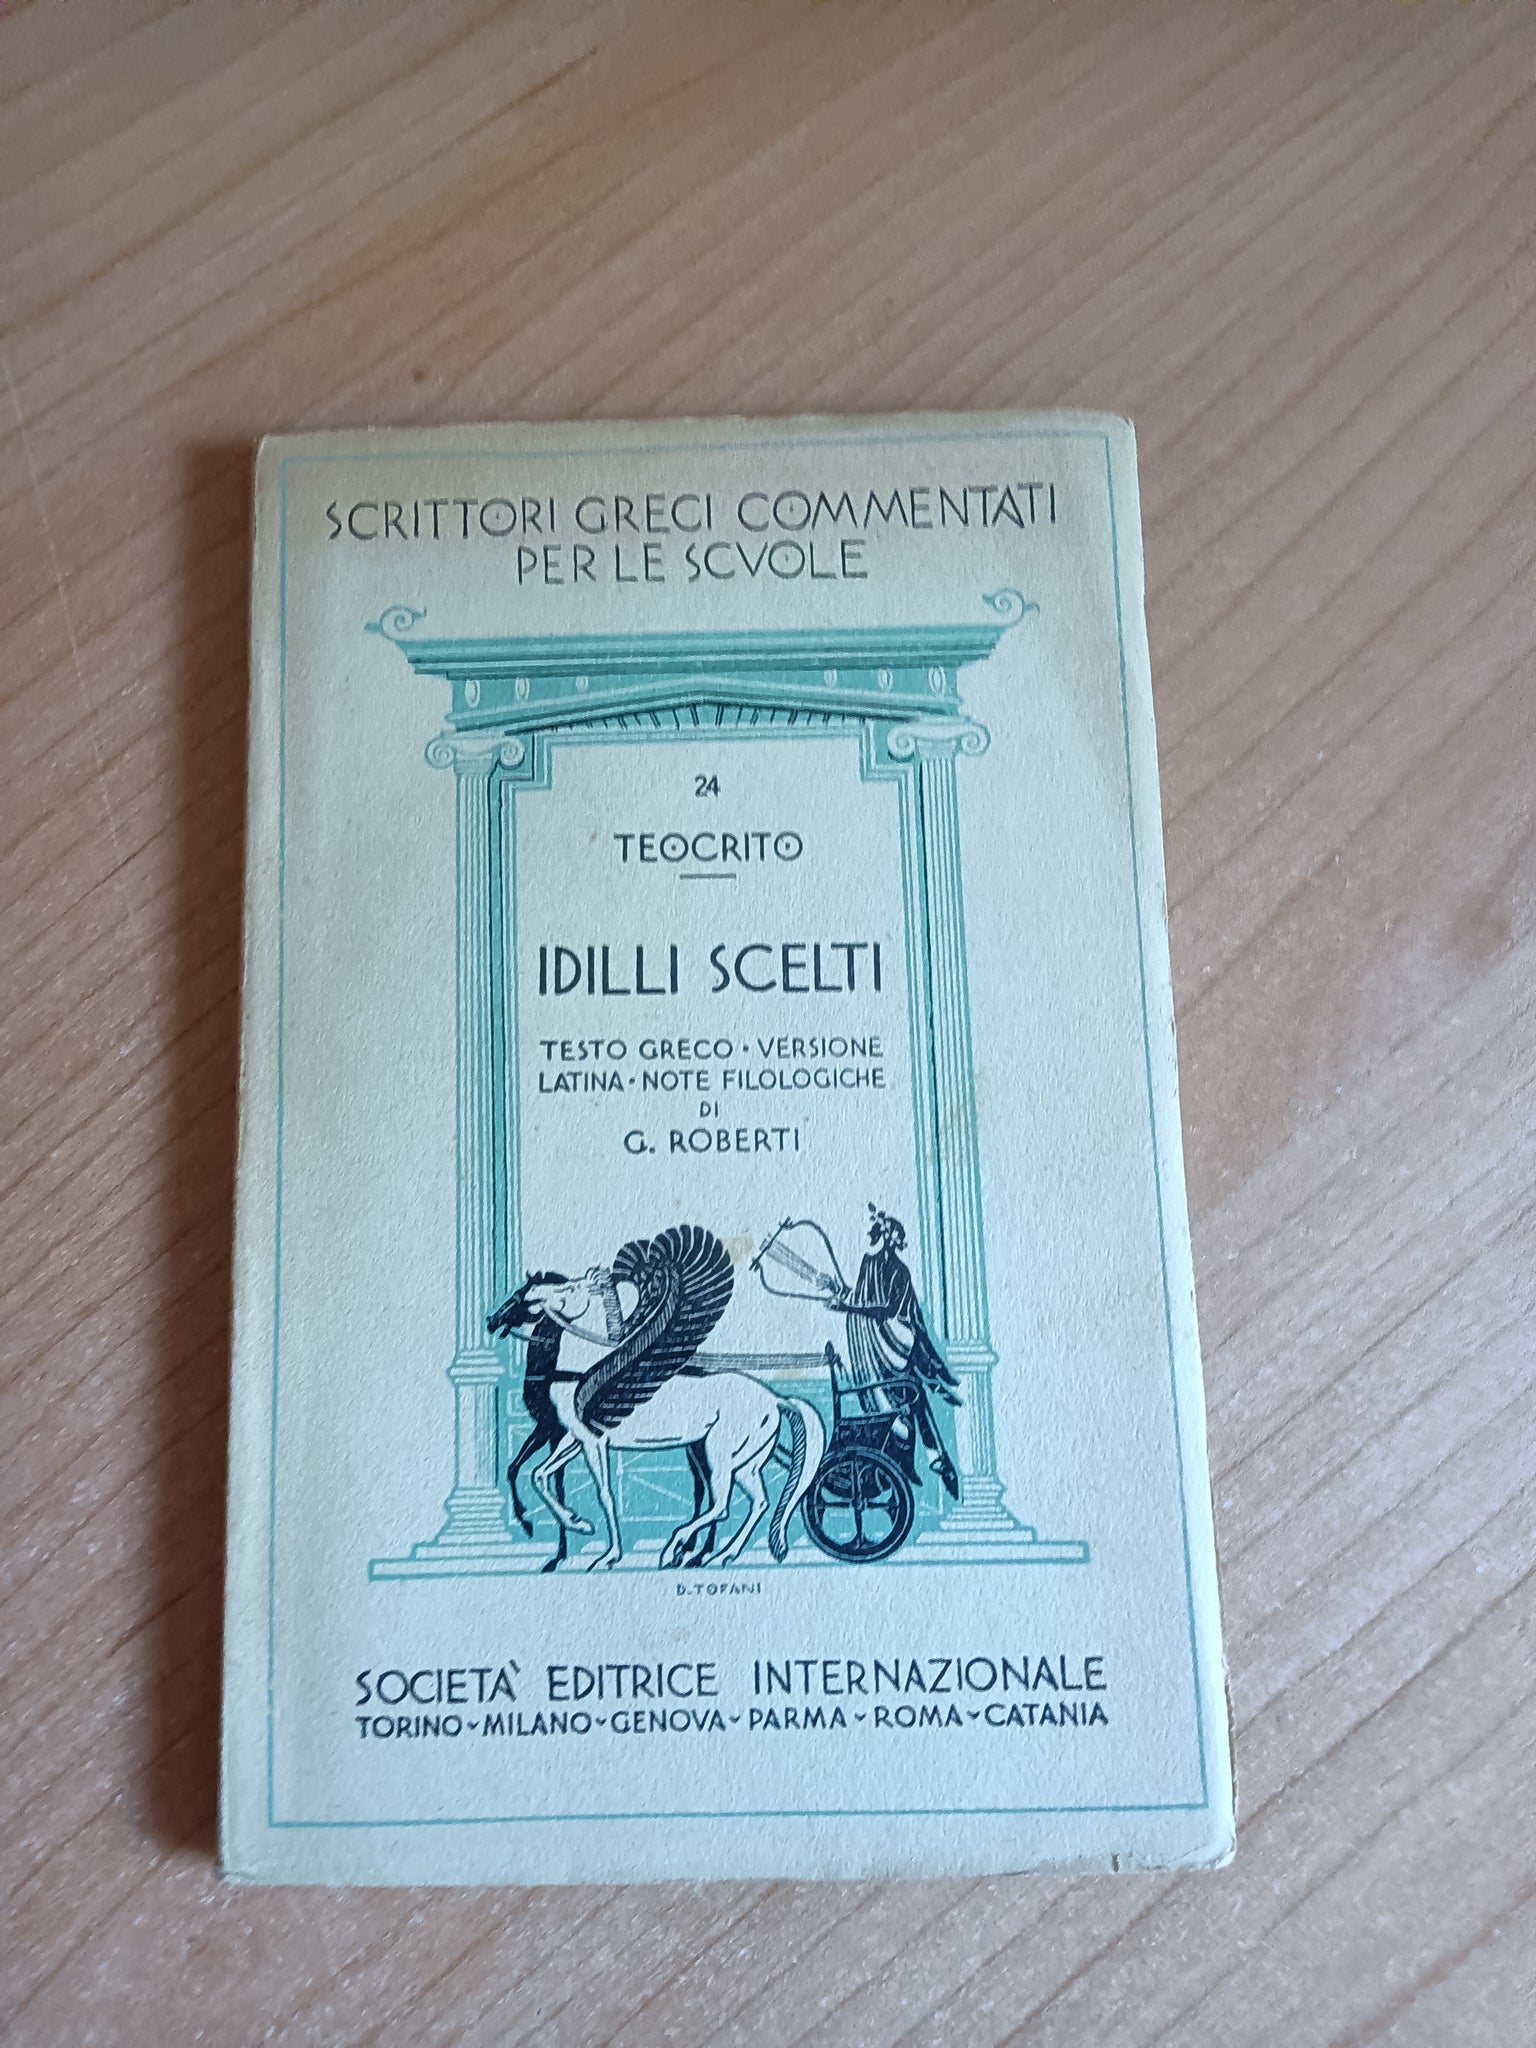 SCRITTORI GRECI COMMENTATI
PER LE SCVOLE
24
TEOCRITO
IDILLI SCELTI
TESTO GRECO · VERSIONE
LATINA · NOTE FILOLOGICHE
DI
G. ROBERTI
D. TOFANI
SOCIETÀ EDITRICE INTERNAZIONALE
TORINO - MILANO - GENOVA - PARMA - ROMA - CATANIA